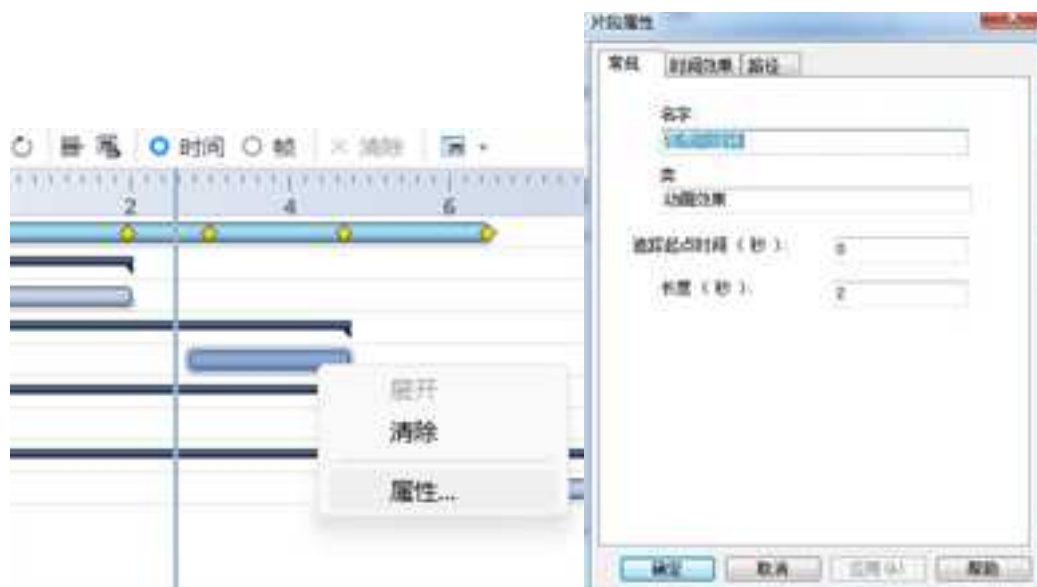 时间 帧 × 清除
2 4 6
展开
清除
属性...
片段属性
常规 时间效果 路径
名字
类
动画效果
追踪起点时间（秒）：
0
长度（秒）：
2
确定 取消 应用(A) 帮助